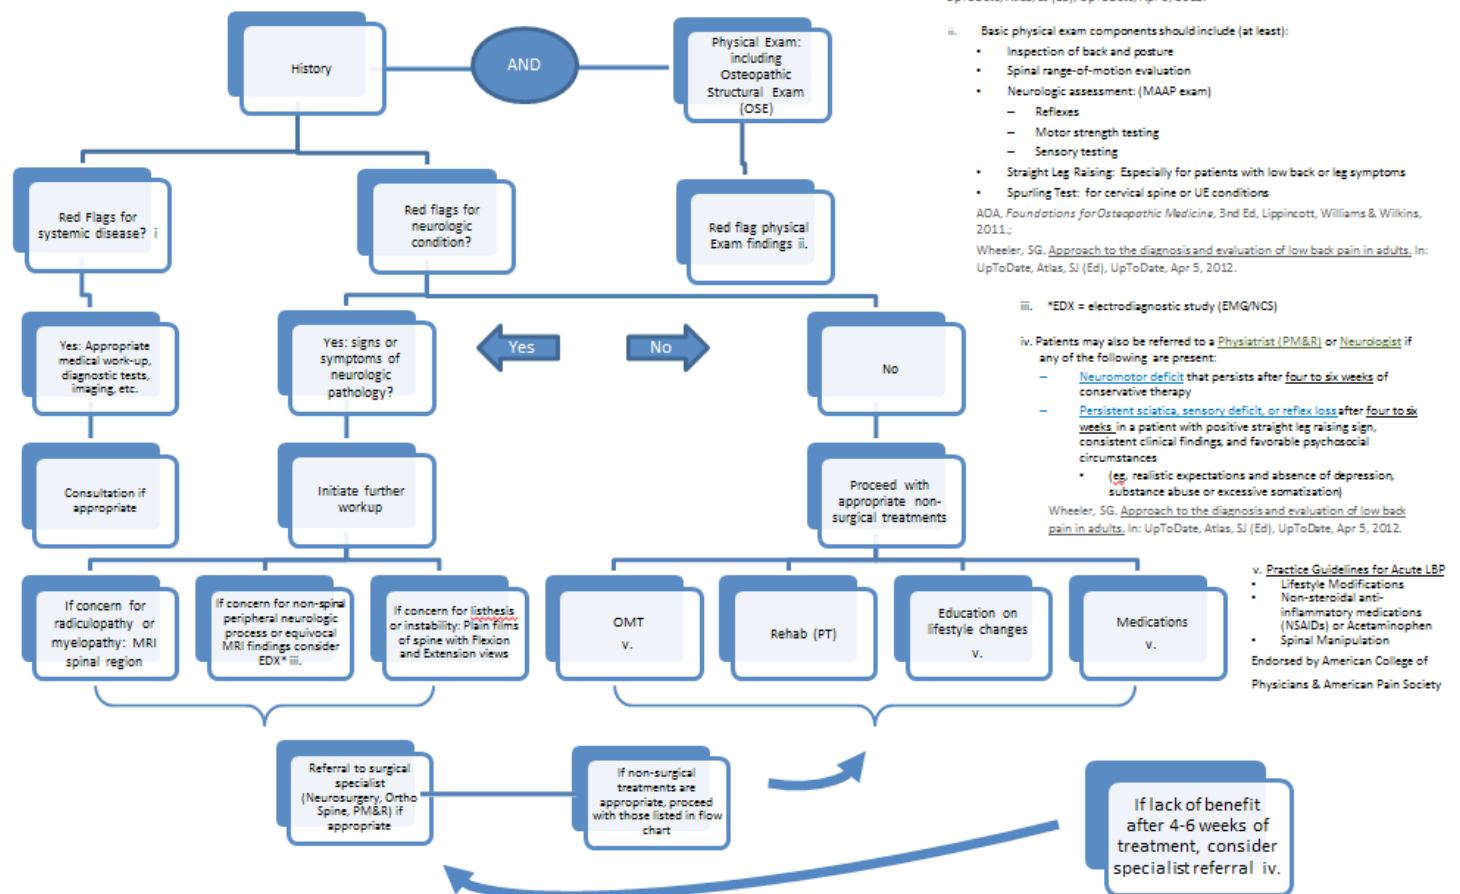 History
AND
Physical Exam:
including
Osteopathic
Structural Exam
(OSE)
Red Flags for
systemic disease? i
Red flags for
neurologic
condition?
Red flag physical
Exam findings ii.
Yes: Appropriate
medical work-up,
diagnostic tests,
imaging, etc.
Yes: signs or
symptoms of
neurologic
pathology?
Yes
No
No
Consultation if
appropriate
Initiate further
workup
Proceed with
appropriate non-
surgical treatments
If concern for
radiculopathy or
myelopathy: MRI
spinal region
If concern for non-spinal
peripheral neurologic
process or equivocal
MRI findings consider
EDX* iii.
If concern for listhesis
or instability: Plain films
of spine with Flexion
and Extension views
OMT
v.
Rehab (PT)
Education on
lifestyle changes
v.
Medications
v.
Referral to surgical
specialist
(Neurosurgery, Ortho
Spine, PM&R) if
appropriate
If non-surgical
treatments are
appropriate, proceed
with those listed in flow
chart
If lack of benefit
after 4-6 weeks of
treatment, consider
specialist referral iv.
ii. Basic physical exam components should include (at least):
• Inspection of back and posture
• Spinal range-of-motion evaluation
• Neurologic assessment: (MAAP exam)
– Reflexes
– Motor strength testing
– Sensory testing
• Straight Leg Raising: Especially for patients with low back or leg symptoms
• Spurling Test: for cervical spine or UE conditions
AOA, Foundations for Osteopathic Medicine, 3nd Ed, Lippincott, Williams & Wilkins,
2011.;
Wheeler, SG. Approach to the diagnosis and evaluation of low back pain in adults. In:
UpToDate, Atlas, SJ (Ed), UpToDate, Apr 5, 2012.
iii. *EDX = electrodiagnostic study (EMG/NCS)
iv. Patients may also be referred to a Physiatrist (PM&R) or Neurologist if
any of the following are present:
– Neuromotor deficit that persists after four to six weeks of
conservative therapy
– Persistent sciatica, sensory deficit, or reflex loss after four to six
weeks in a patient with positive straight leg raising sign,
consistent clinical findings, and favorable psychosocial
circumstances
• (eg, realistic expectations and absence of depression,
substance abuse or excessive somatization)
Wheeler, SG. Approach to the diagnosis and evaluation of low back
pain in adults. In: UpToDate, Atlas, SJ (Ed), UpToDate, Apr 5, 2012.
v. Practice Guidelines for Acute LBP
• Lifestyle Modifications
• Non-steroidal anti-
inflammatory medications
(NSAIDs) or Acetaminophen
• Spinal Manipulation
Endorsed by American College of
Physicians & American Pain Society